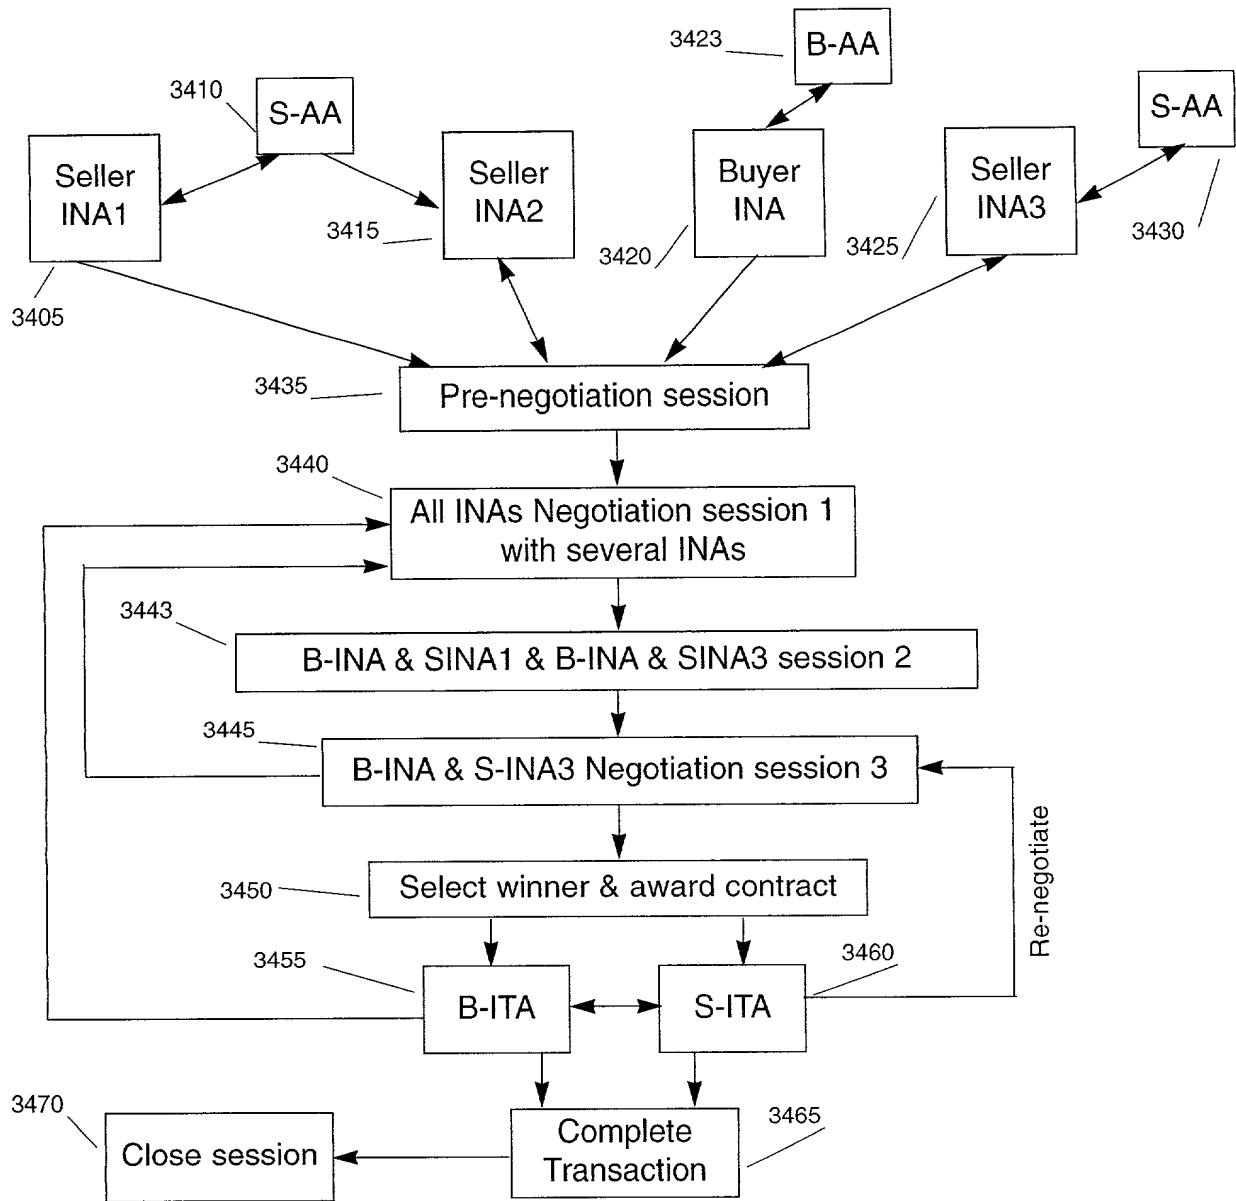 3423
B-AA
3410
S-AA
S-AA
Seller
INA1
Seller
INA2
Buyer
INA
Seller
INA3
3415
3420
3425
3430
3405
3435
Pre-negotiation session
3440
All INAs Negotiation session 1
with several INAs
3443
B-INA & SINA1 & B-INA & SINA3 session 2
3445
B-INA & S-INA3 Negotiation session 3
Re-negotiate
3450
Select winner & award contract
3455
3460
B-ITA
S-ITA
3470
3465
Close session
Complete
Transaction